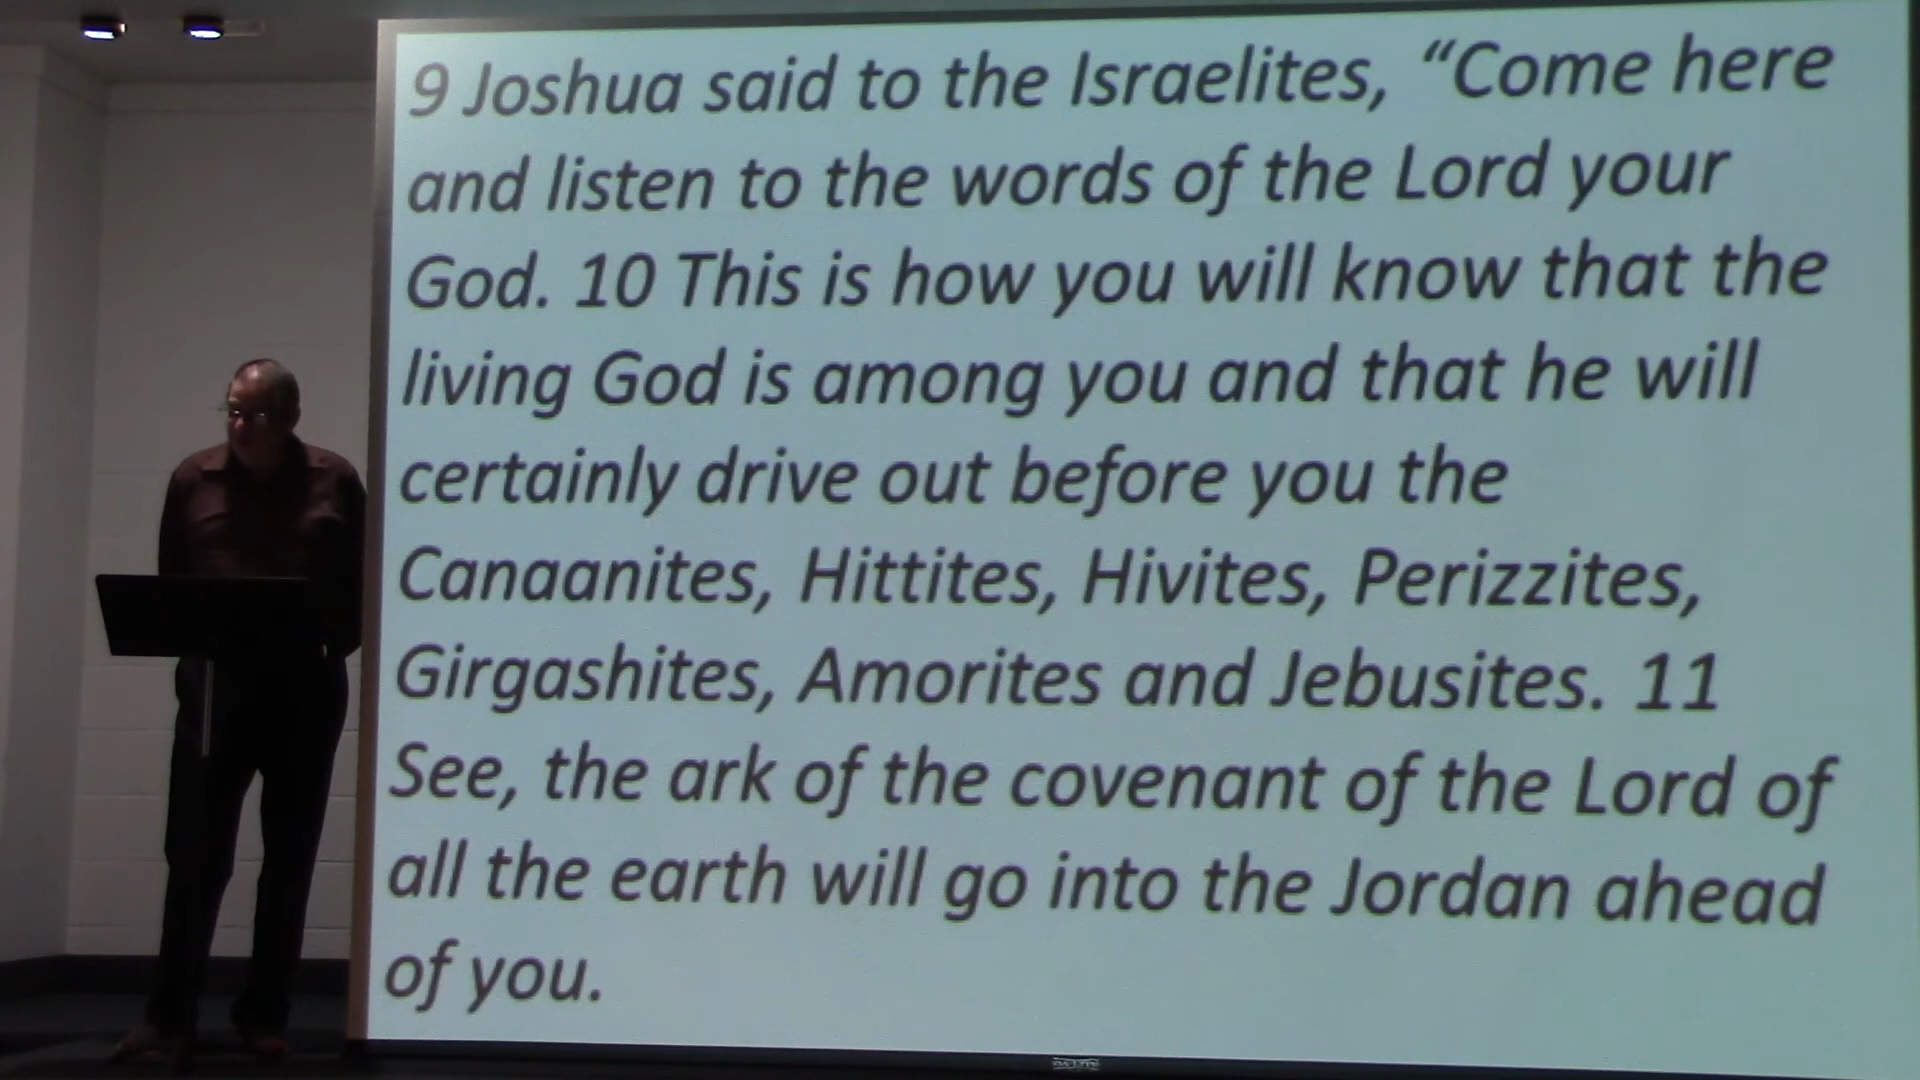 9 Joshua said to the Israelites, “Come here
and listen to the words of the Lord your
God. 10 This is how you will know that the
living God is among you and that he will
certainly drive out before you the
Canaanites, Hittites, Hivites, Perizzites,
Girgashites, Amorites and Jebusites. 11
See, the ark of the covenant of the Lord of
all the earth will go into the Jordan ahead
of you.